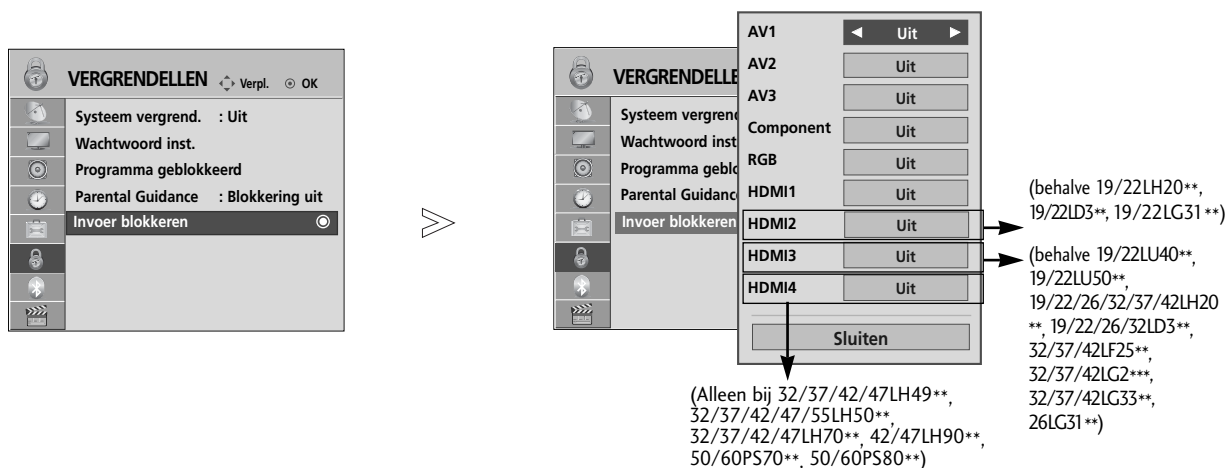 VERGRENDELLEN Verpl. OK
Systeem vergrend. : Uit
Wachtwoord inst.
Programma geblokkeerd
Parental Guidance : Blokkering uit
Invoer blokkeren
VERGRENDELLE
Systeem vergrend
Wachtwoord inst
Programma geblo
Parental Guidance
Invoer blokkeren
AV1 Uit
AV2 Uit
AV3 Uit
Component Uit
RGB Uit
HDMI1 Uit
HDMI2 Uit
HDMI3 Uit
HDMI4 Uit
Sluiten
(behalve 19/22LH20**,
19/22LD3**, 19/22LG31**)
(behalve 19/22LU40**,
19/22LU50**,
19/22/26/32/37/42LH20
**, 19/22/26/32LD3**,
32/37/42LF25**,
32/37/42LG2***,
32/37/42LG33**,
26LG31**)
(Alleen bij 32/37/42/47LH49**,
32/37/42/47/55LH50**,
32/37/42/47LH70**, 42/47LH90**,
50/60PS70**, 50/60PS80**)